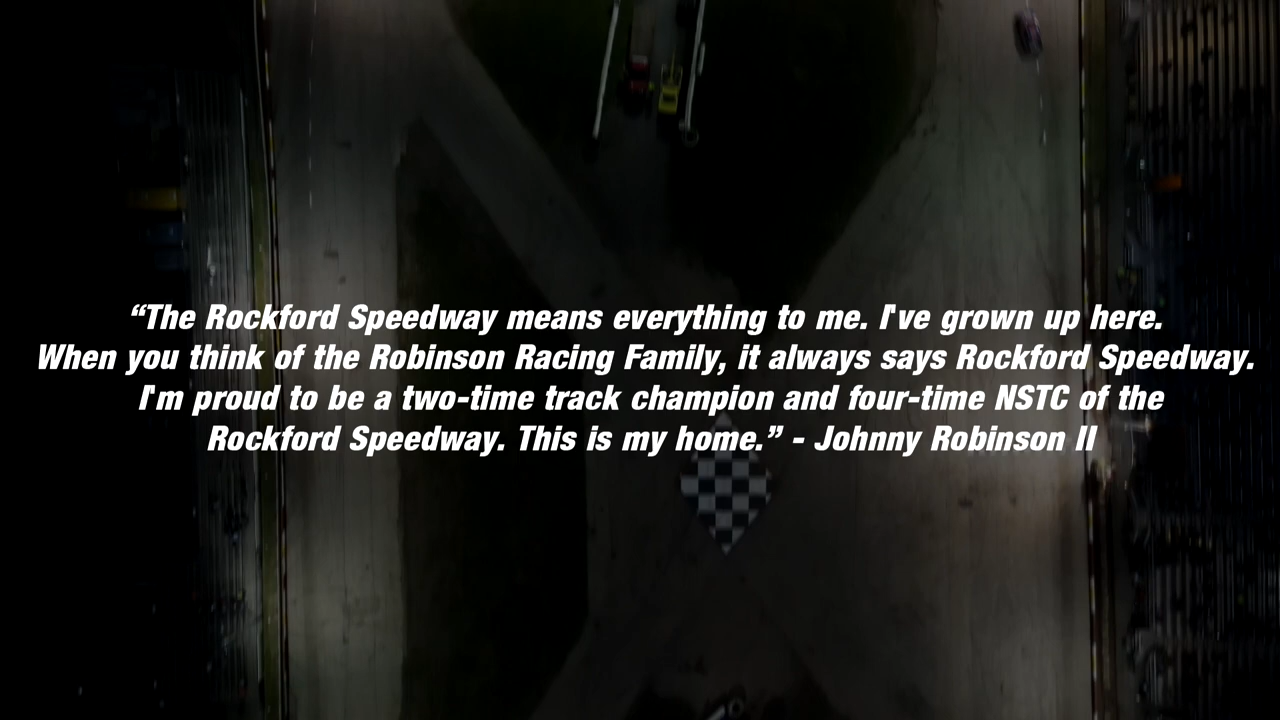 “The Rockford Speedway means everything to me. I've grown up here.
When you think of the Robinson Racing Family, it always says Rockford Speedway.
I'm proud to be a two-time track champion and four-time NSTC of the
Rockford Speedway. This is my home.” - Johnny Robinson II